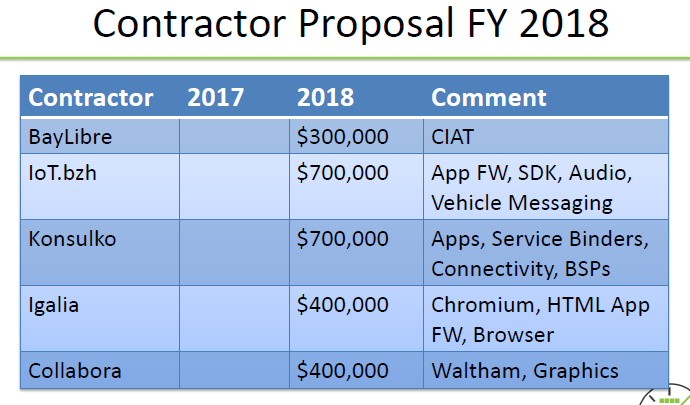 Contractor Proposal FY 2018
Contractor 2017 2018 Comment
BayLibre $300,000 CIAT
IoT.bzh $700,000 App FW, SDK, Audio,
Vehicle Messaging
Konsulko $700,000 Apps, Service Binders,
Connectivity, BSPs
Igalia $400,000 Chromium, HTML App
FW, Browser
Collabora $400,000 Waltham, Graphics